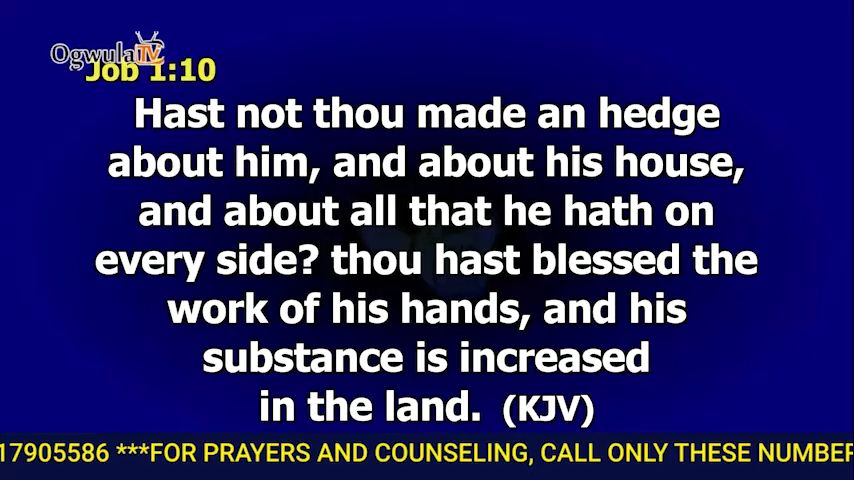 OgwulaTV
Job 1:10
Hast not thou made an hedge
about him, and about his house,
and about all that he hath on
every side? thou hast blessed the
work of his hands, and his
substance is increased
in the land. (KJV)
17905586 ***FOR PRAYERS AND COUNSELING, CALL ONLY THESE NUMBER